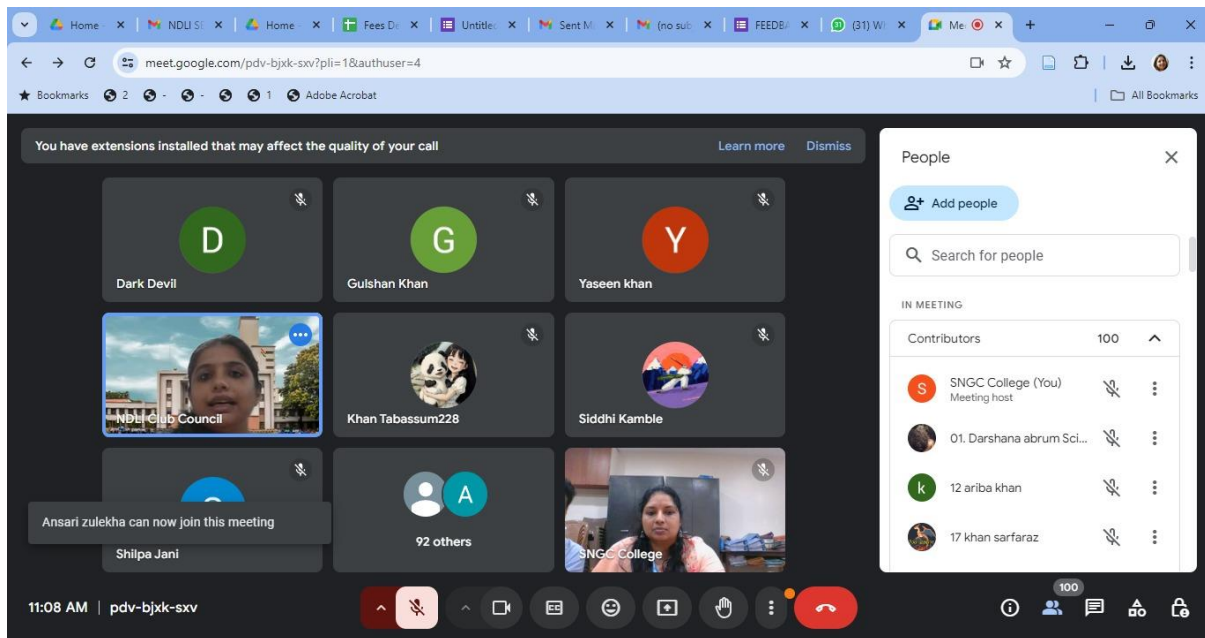 Home
NDLI S
Home
Fees De
Untitled
Sent M
(no sub
FEEDBA
(31) W
Me
meet.google.com/pdv-bjxk-sxv?pli=1&authuser=4
Bookmarks
2
-
-
1
Adobe Acrobat
All Bookmarks
You have extensions installed that may affect the quality of your call
Learn more
Dismiss
D
Dark Devil
G
Gulshan Khan
Y
Yaseen khan
NDLI Club Council
Khan Tabassum228
Siddhi Kamble
Ansari zulekha can now join this meeting
Shilpa Jani
A
92 others
SNGC College
People
Add people
Search for people
IN MEETING
Contributors 100
S
SNGC College (You)
Meeting host
01. Darshana abrum Sci...
k
12 ariba khan
17 khan sarfaraz
11:08 AM | pdv-bjxk-sxv
CC
100